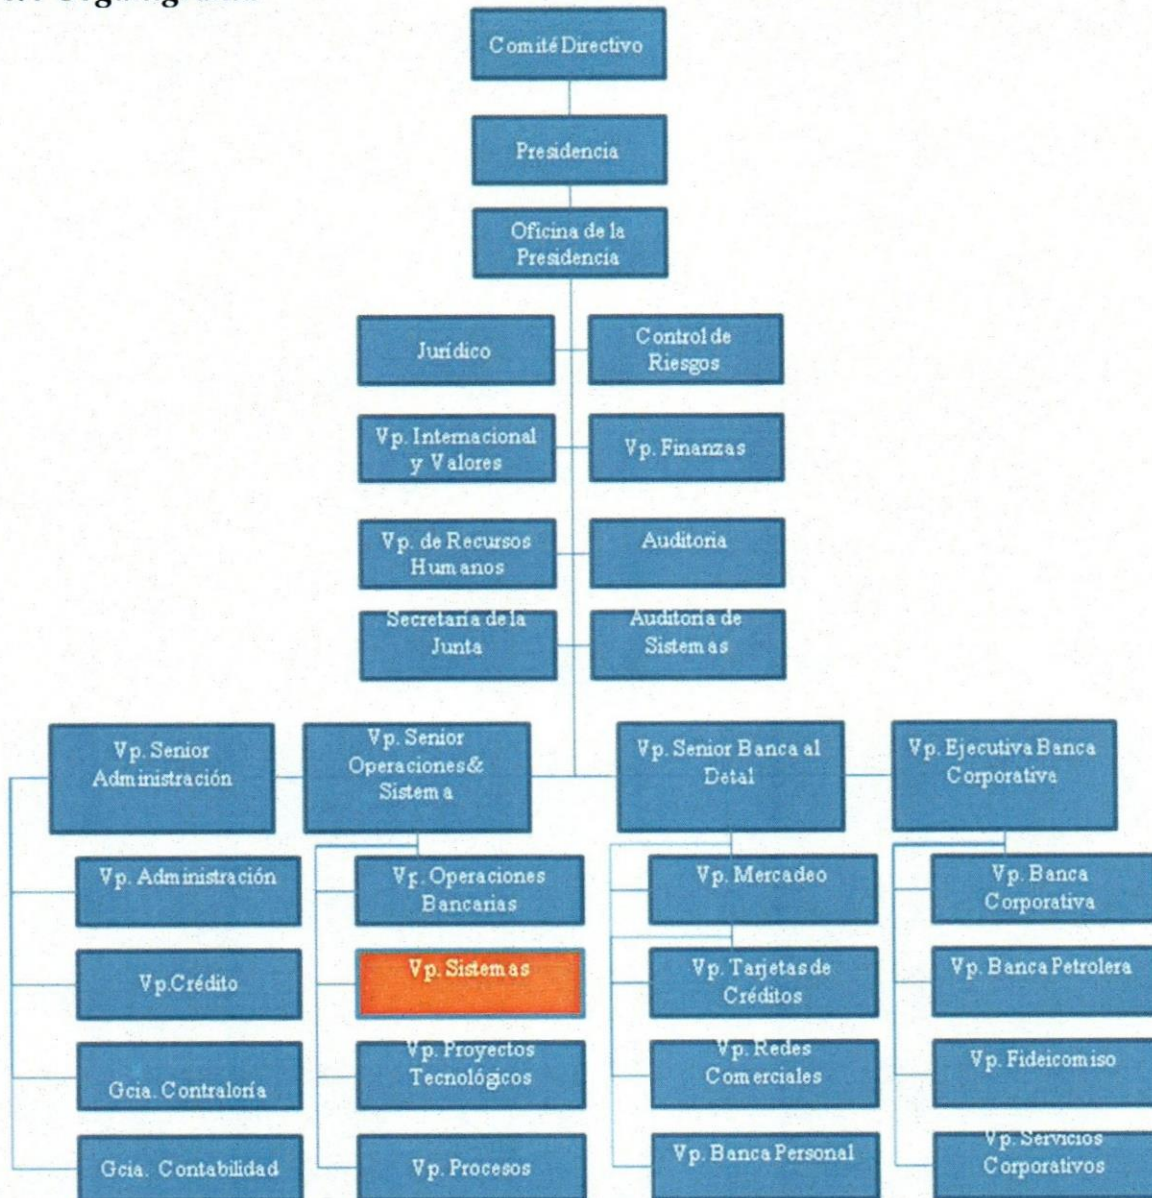 Comité Directivo
Presidencia
Oficina de la
Presidencia
Jurídico
Control de
Riesgos
Vp. Internacional
y Valores
Vp. Finanzas
Vp. de Recursos
Humanos
Auditoria
Secretaría de la
Junta
Auditoría de
Sistemas
Vp. Senior
Administración
Vp. Senior
Operaciones&
Sistema
Vp. Senior Banca al
Detal
Vp. Ejecutiva Banca
Corporativa
Vp. Administración
Vp. Operaciones
Bancarias
Vp. Mercadeo
Vp. Banca
Corporativa
Vp.Crédito
Vp. Sistemas
Vp. Tarjetas de
Créditos
Vp. Banca Petrolera
Gcia. Contraloría
Vp. Proyectos
Tecnológicos
Vp. Redes
Comerciales
Vp. Fideicomiso
Gcia. Contabilidad
Vp. Procesos
Vp. Banca Personal
Vp. Servicios
Corporativos